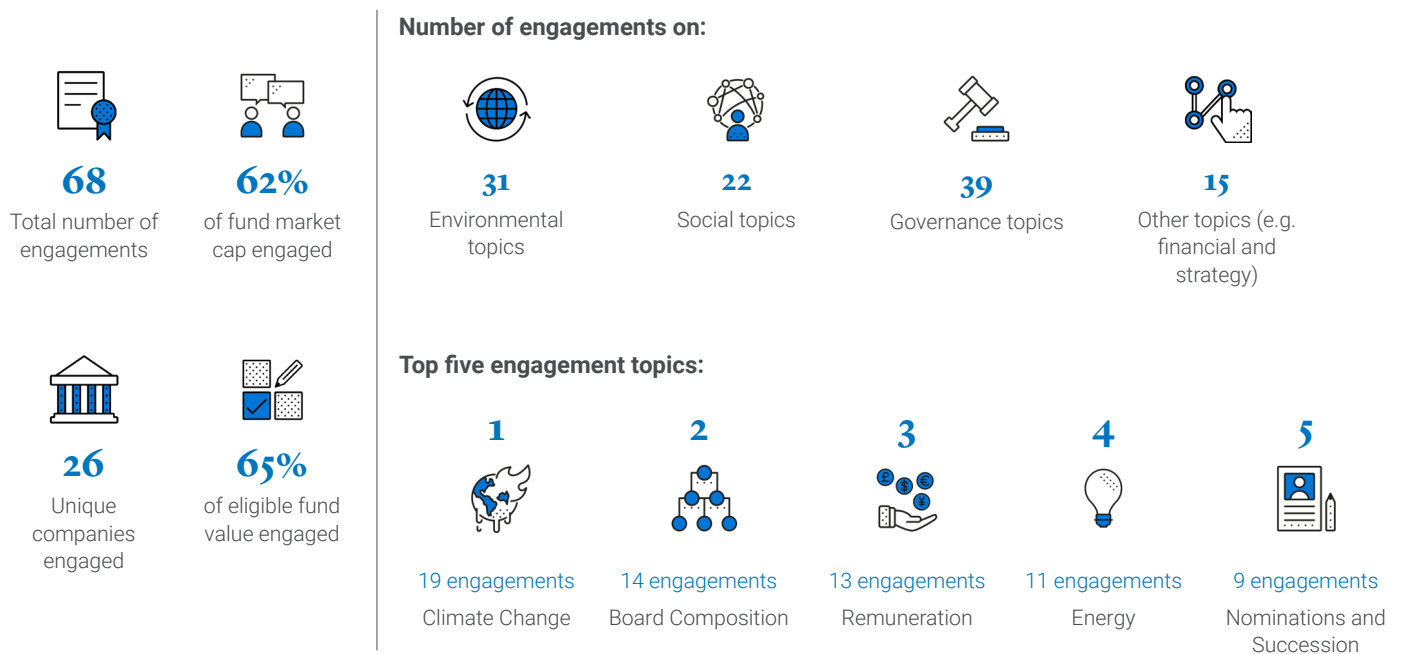 68
Total number of
engagements
62%
of fund market
cap engaged
26
Unique
companies
engaged
65%
of eligible fund
value engaged
Number of engagements on:
31
Environmental
topics
22
Social topics
39
Governance topics
15
Other topics (e.g.
financial and
strategy)
Top five engagement topics:
1
19 engagements
Climate Change
2
14 engagements
Board Composition
3
£ $ € ¥
13 engagements
Remuneration
4
11 engagements
Energy
5
9 engagements
Nominations and
Succession